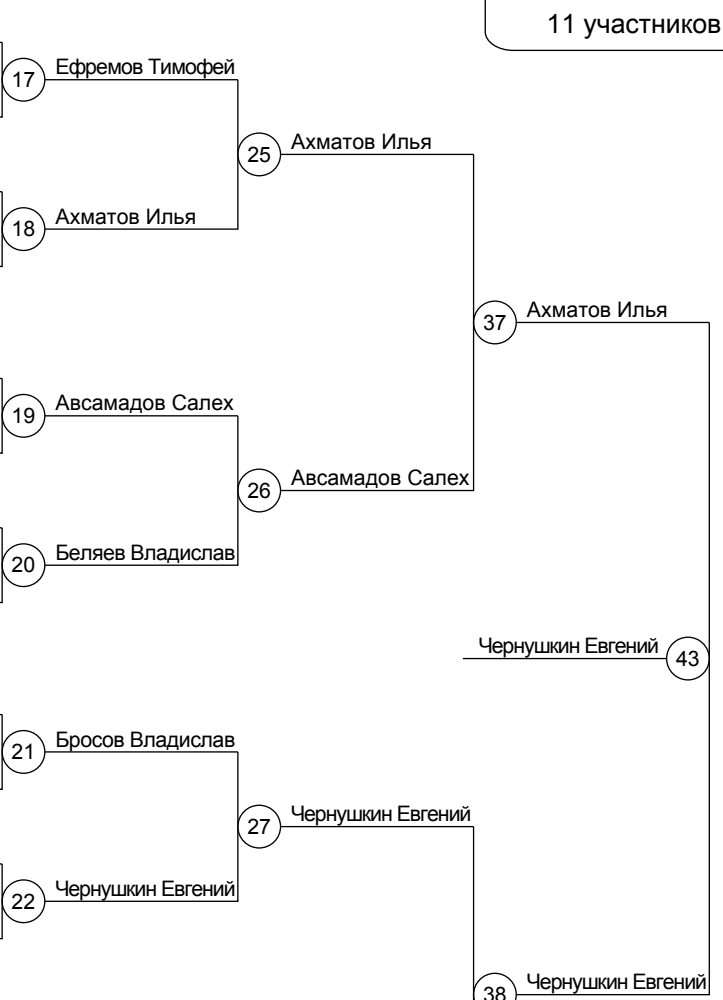 11 участников
17 Ефремов Тимофей
25 Ахматов Илья
18 Ахматов Илья
37 Ахматов Илья
19 Авсамадов Салех
26 Авсамадов Салех
20 Беляев Владислав
Чернушкин Евгений 43
21 Бросов Владислав
27 Чернушкин Евгений
22 Чернушкин Евгений
38 Чернушкин Евгений